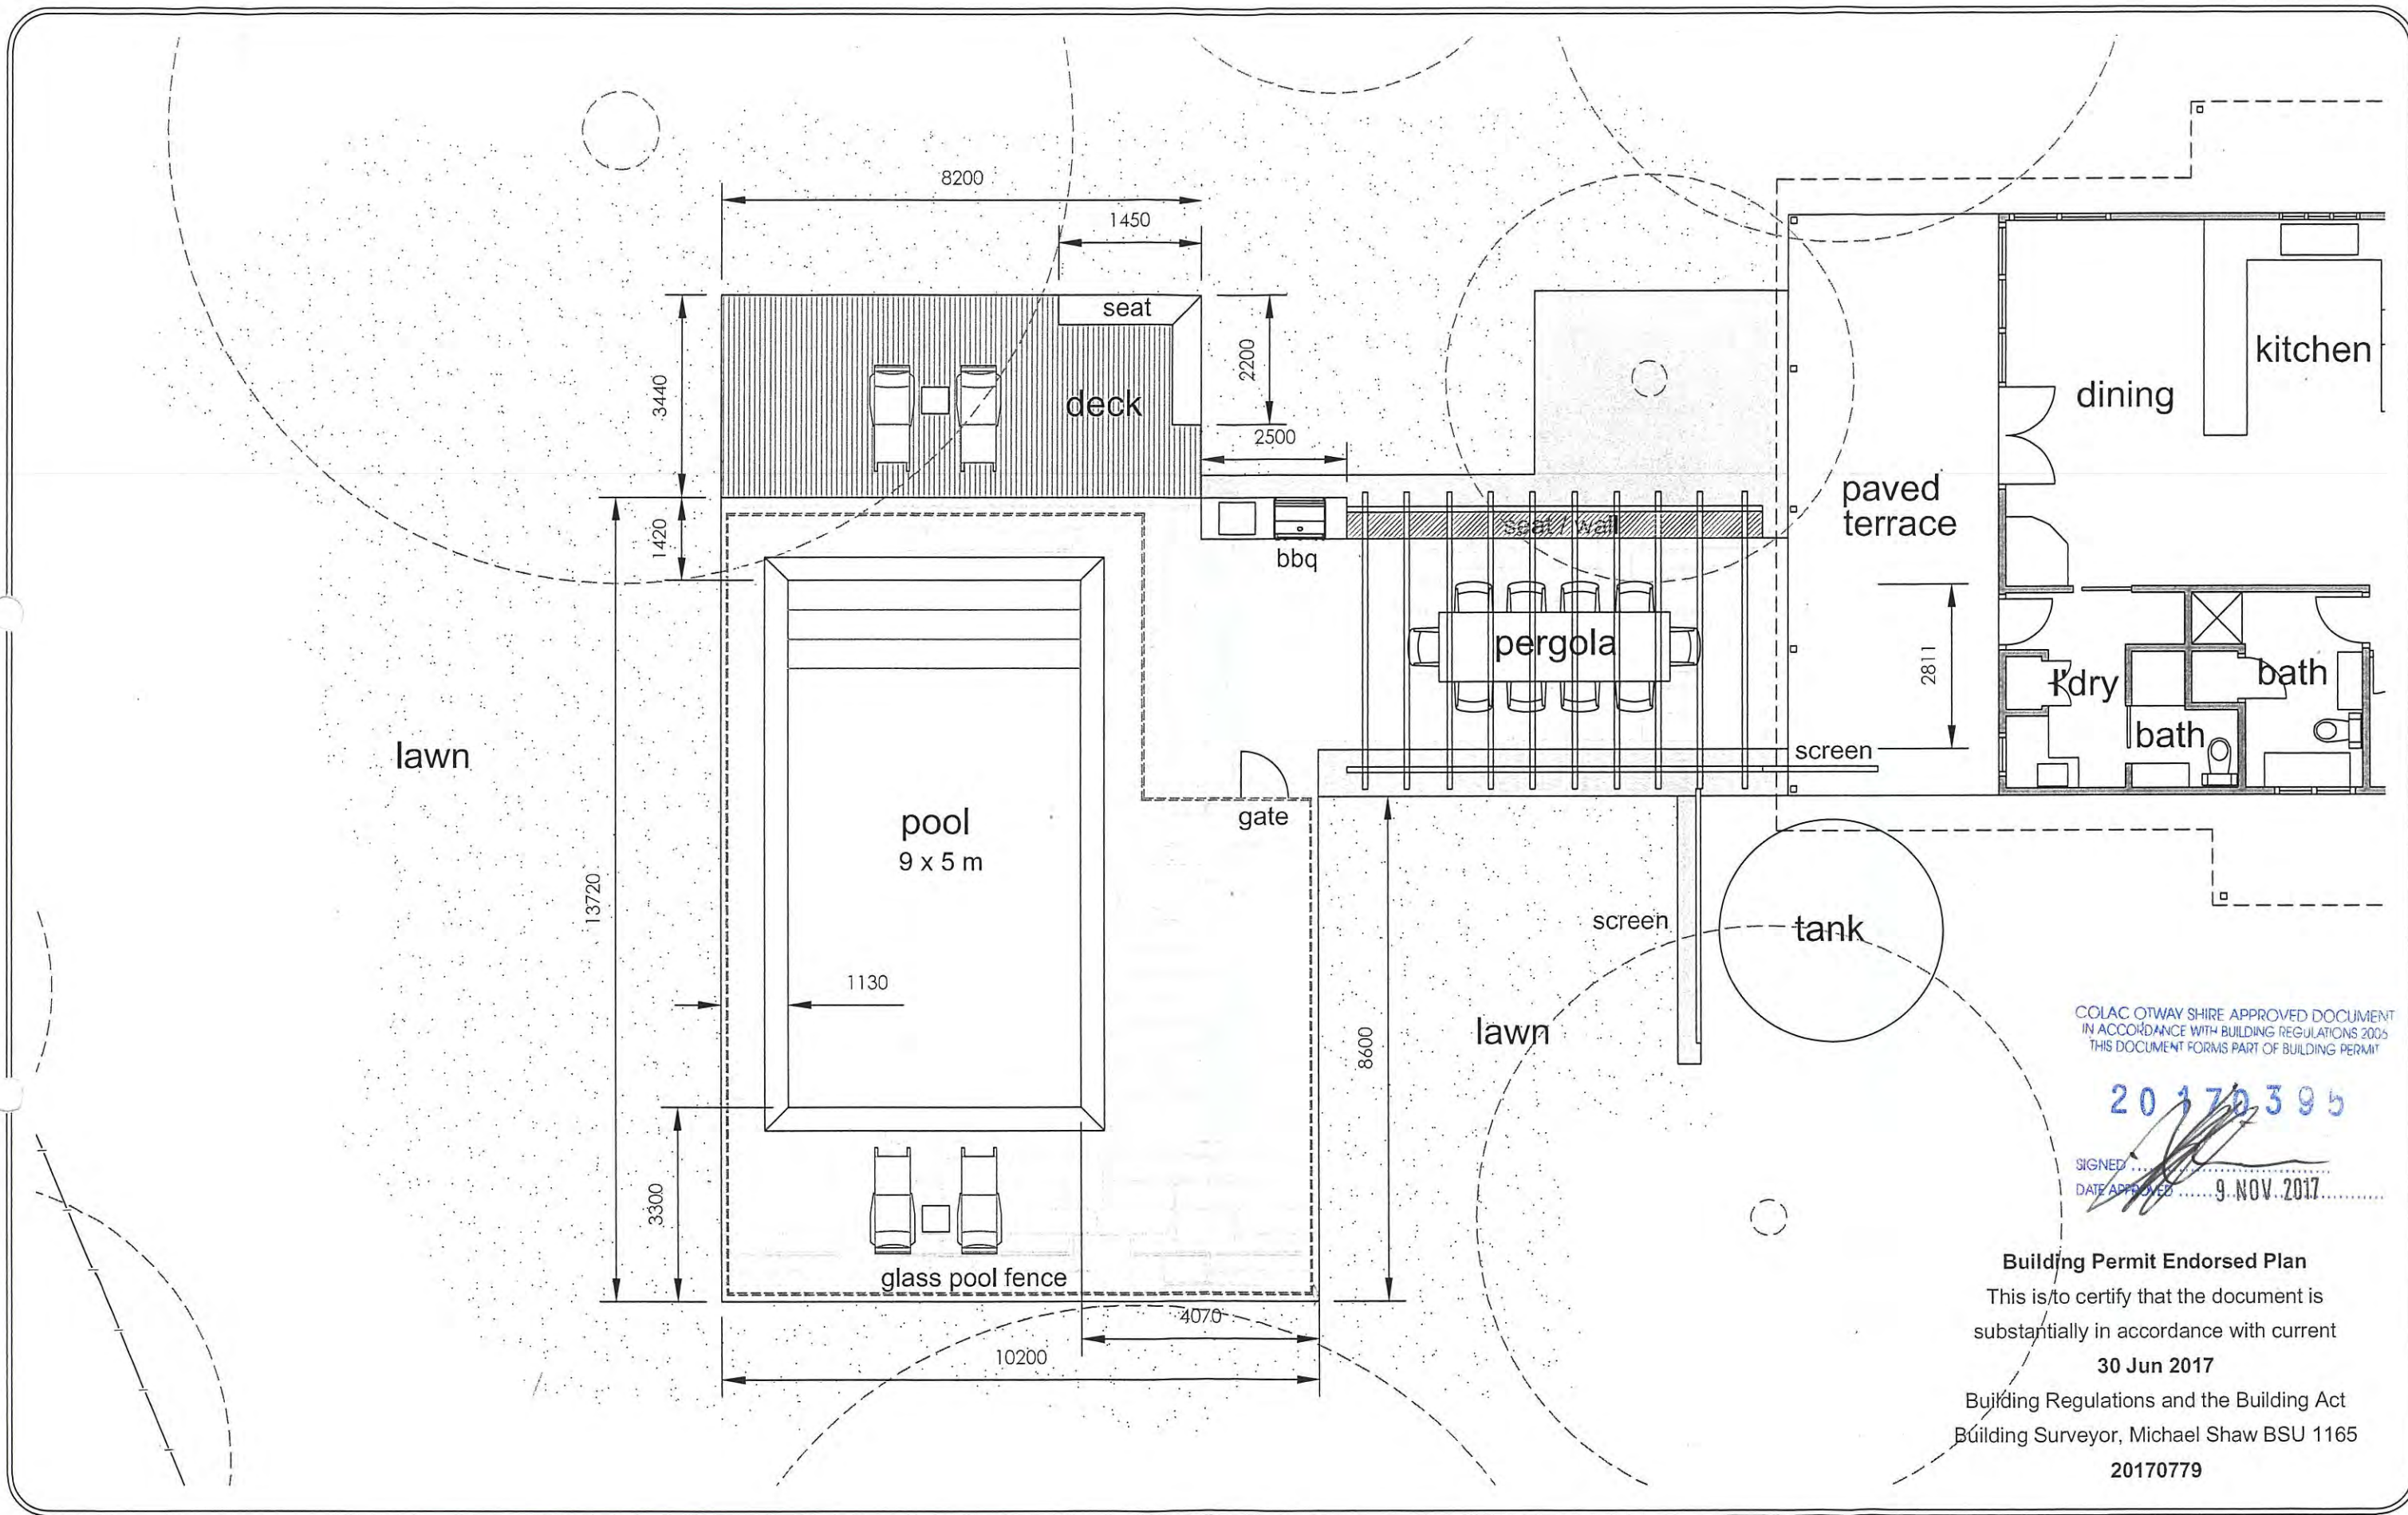 8200
1450
seat
3440
deck
2200
2500
kitchen
dining
paved
terrace
1420
bbq
seat / wall
pergola
2811
l'dry
bath
bath
lawn
screen
gate
pool
9 x 5 m
13720
screen
tank
1130
lawn
8600
3300
glass pool fence
4070
10200
COLAC OTWAY SHIRE APPROVED DOCUMENT
IN ACCORDANCE WITH BUILDING REGULATIONS 2006
THIS DOCUMENT FORMS PART OF BUILDING PERMIT
20170395
SIGNED
DATE APPROVED 9 NOV 2017
Building Permit Endorsed Plan
This is to certify that the document is
substantially in accordance with current
30 Jun 2017
Building Regulations and the Building Act
Building Surveyor, Michael Shaw BSU 1165
20170779